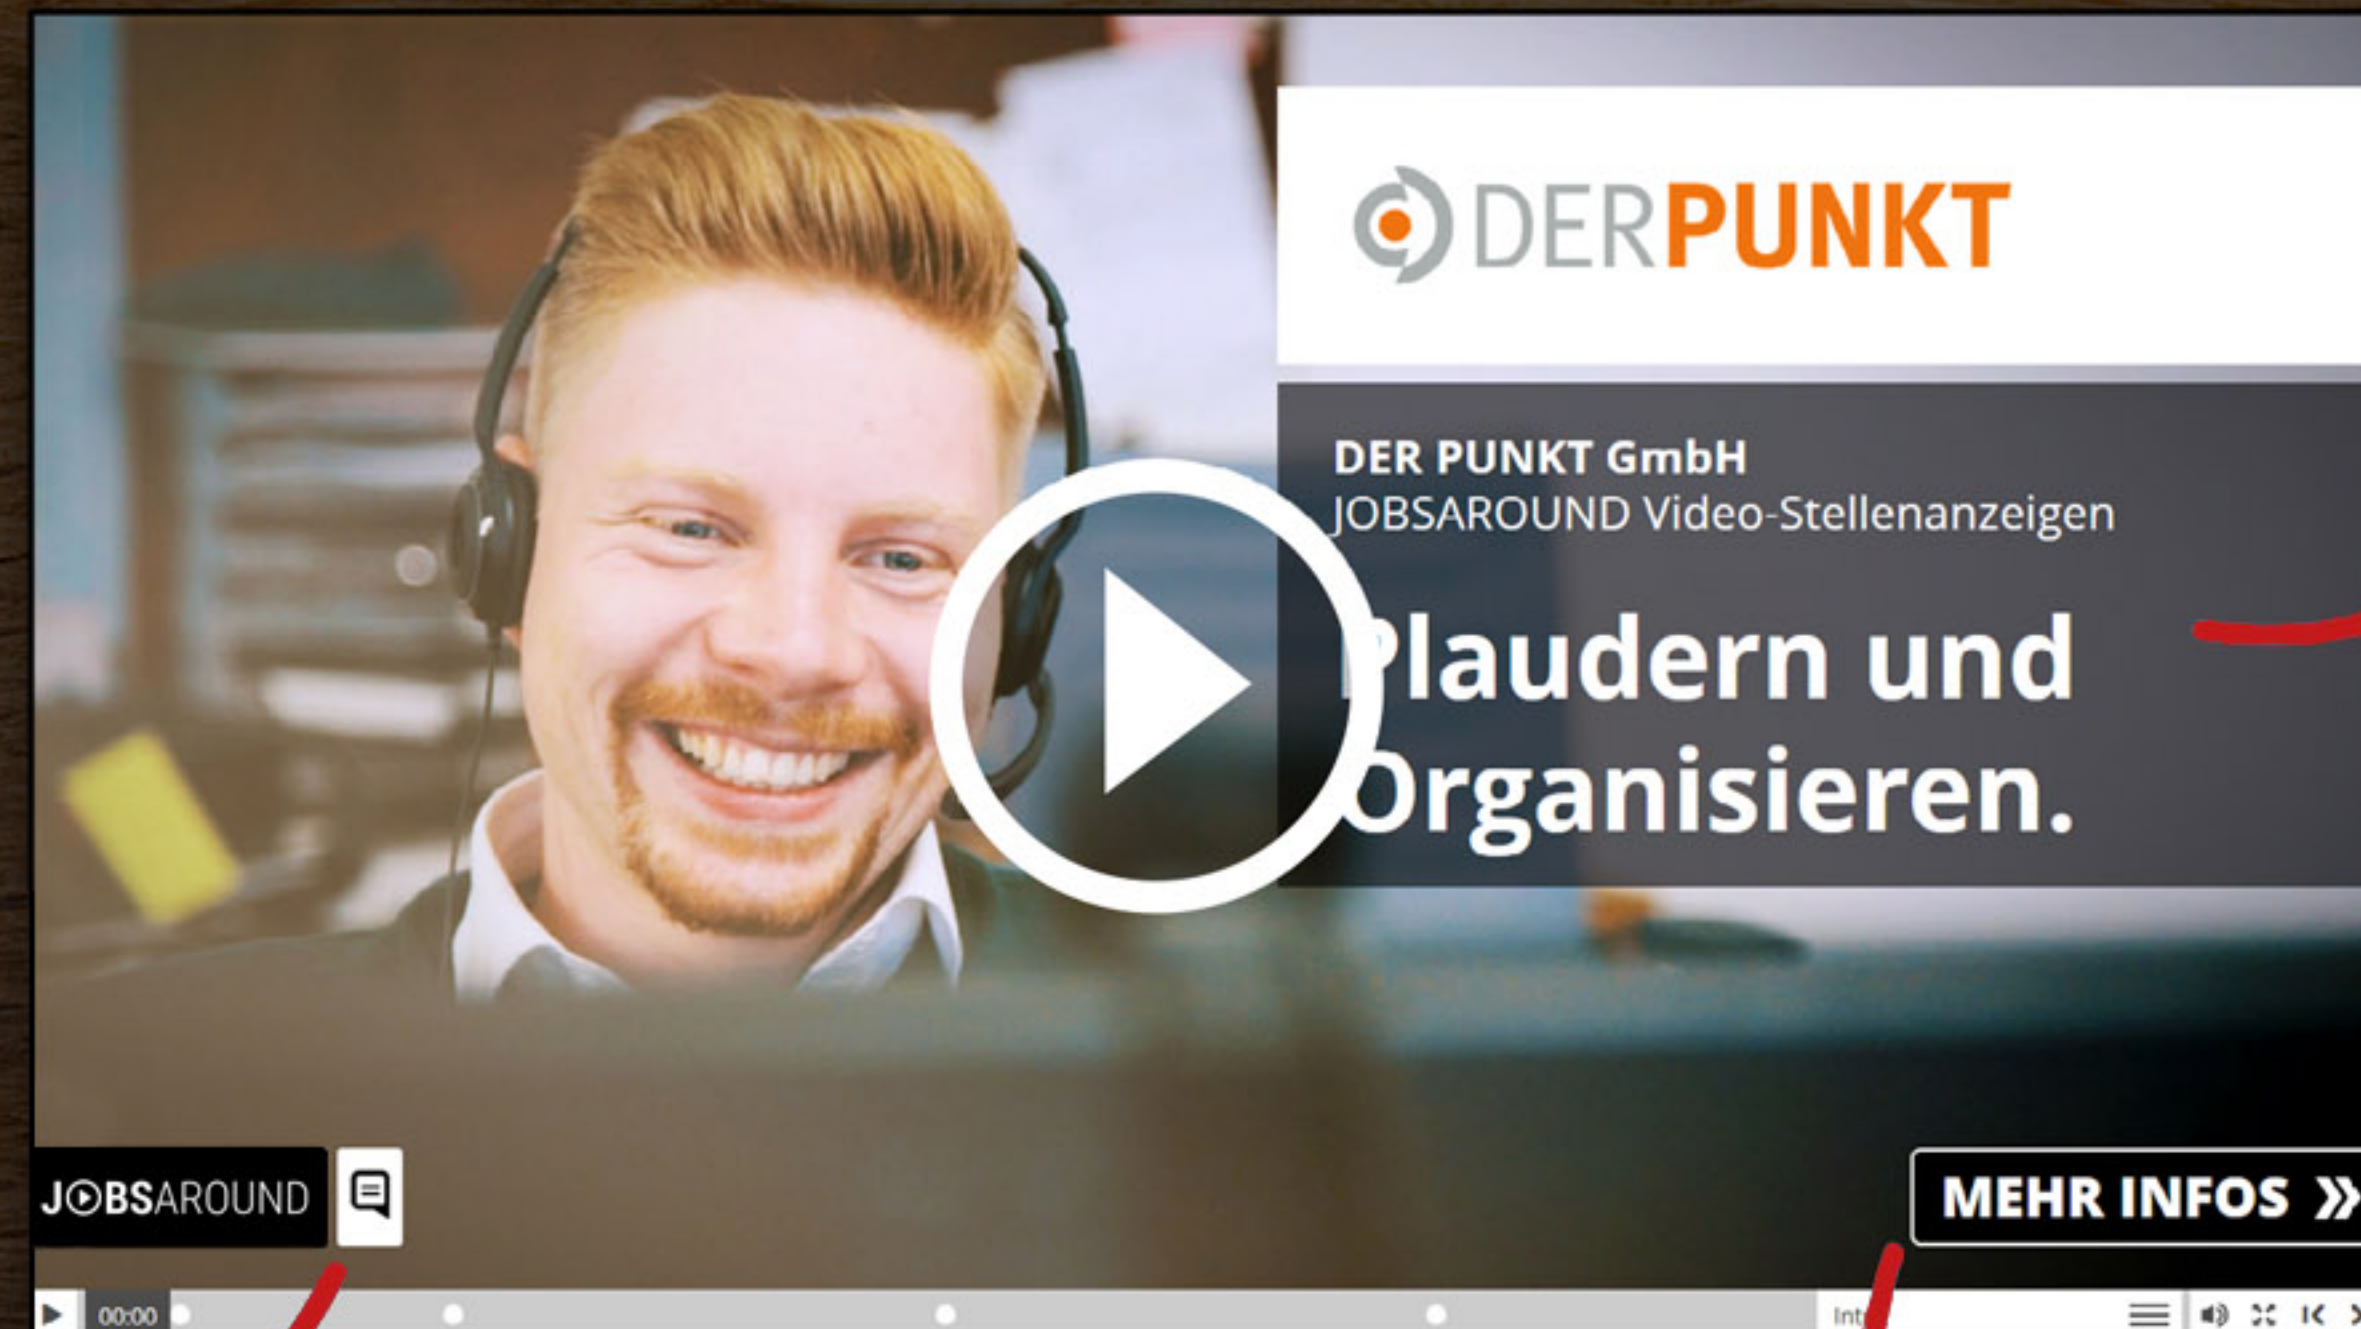 DERPUNKT
DER PUNKT GmbH
JOBSAROUND Video-Stellenanzeigen
Plaudern und
Organisieren.
JOBSAROUND
MEHR INFOS
00:00